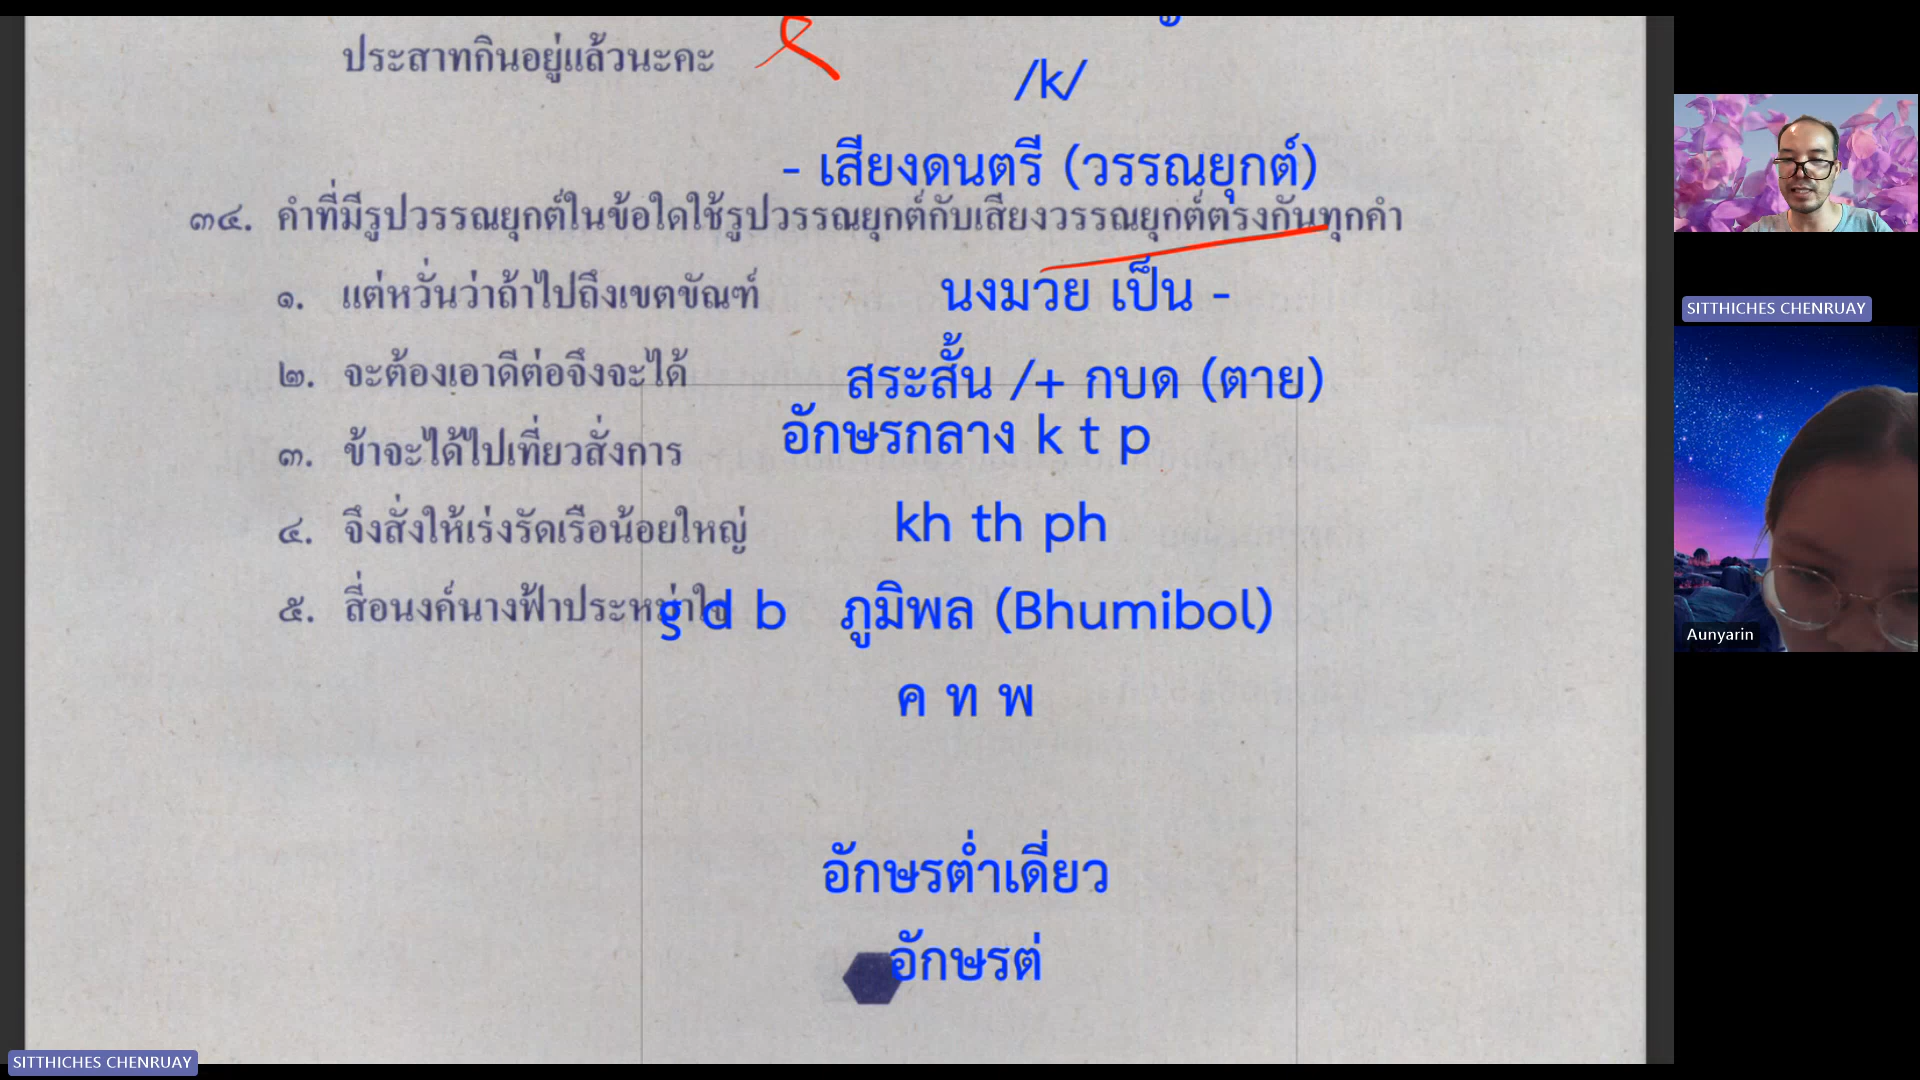 ประสาทกินอยู่แล้วนะคะ
/k/
- เสียงดนตรี (วรรณยุกต์)
๓๔. คำที่มีรูปวรรณยุกต์ในข้อใดใช้รูปวรรณยุกต์กับเสียงวรรณยุกต์ตรงกันทุกคำ
๑. แต่หวั่นว่าถ้าไปถึงเขตขัณฑ์
นงมวย เป็น -
๒. จะต้องเอาดีต่อจึงจะได้
สระสั้น /+ กบด (ตาย)
อักษรกลาง k t p
๓. ข้าจะได้ไปเที่ยวสั่งการ
kh th ph
๔. จึงสั่งให้เร่งรัดเรือน้อยใหญ่
๕. สี่อนงค์นางฟ้าประหม่าใจ
g d b ภูมิพล (Bhumibol)
ค ท พ
อักษรต่ำเดี่ยว
อักษรต่
SITTHICHES CHENRUAY
Aunyarin
SITTHICHES CHENRUAY